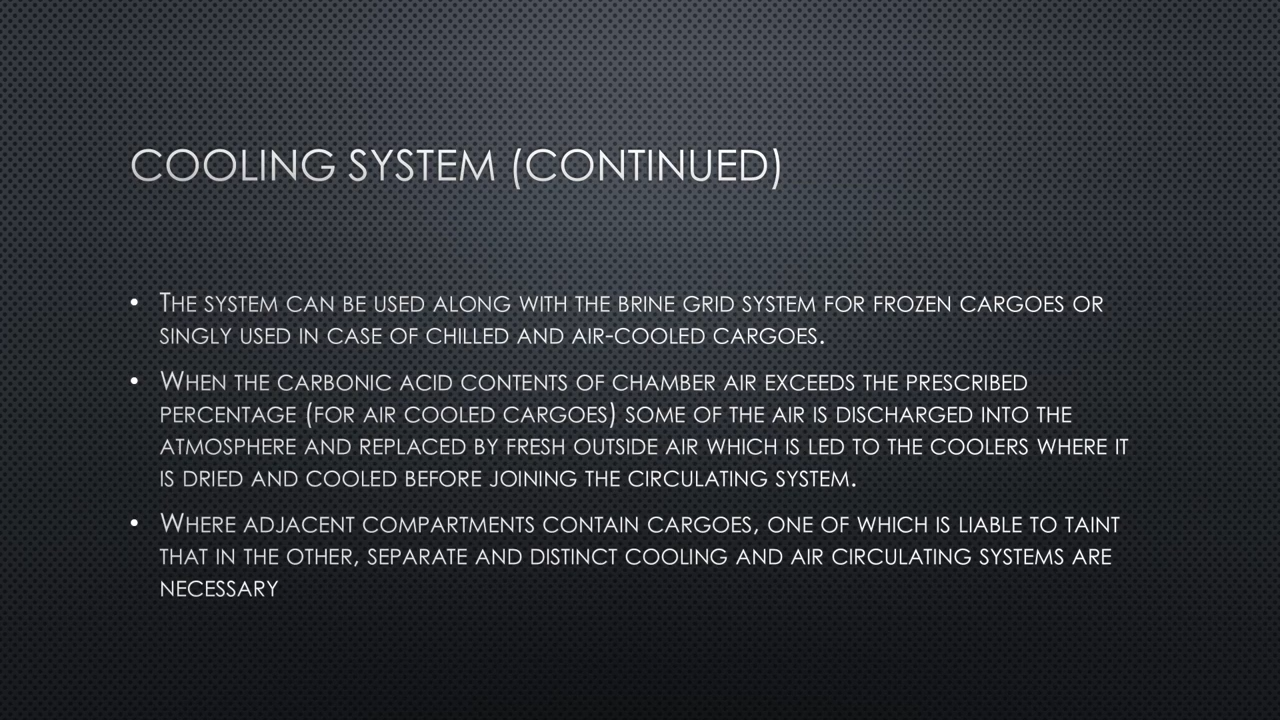 COOLING SYSTEM (CONTINUED)
• THE SYSTEM CAN BE USED ALONG WITH THE BRINE GRID SYSTEM FOR FROZEN CARGOES OR
SINGLY USED IN CASE OF CHILLED AND AIR-COOLED CARGOES.
• WHEN THE CARBONIC ACID CONTENTS OF CHAMBER AIR EXCEEDS THE PRESCRIBED
PERCENTAGE (FOR AIR COOLED CARGOES) SOME OF THE AIR IS DISCHARGED INTO THE
ATMOSPHERE AND REPLACED BY FRESH OUTSIDE AIR WHICH IS LED TO THE COOLERS WHERE IT
IS DRIED AND COOLED BEFORE JOINING THE CIRCULATING SYSTEM.
• WHERE ADJACENT COMPARTMENTS CONTAIN CARGOES, ONE OF WHICH IS LIABLE TO TAINT
THAT IN THE OTHER, SEPARATE AND DISTINCT COOLING AND AIR CIRCULATING SYSTEMS ARE
NECESSARY